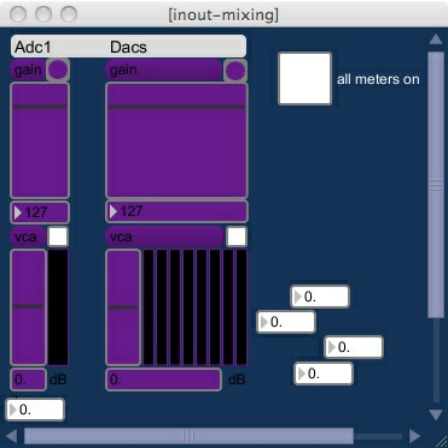 [inout-mixing]
Adc1 Dacs
gain gain
all meters on
127 127
vca vca
0.
0.
0.
0. dB 0. dB 0.
0.